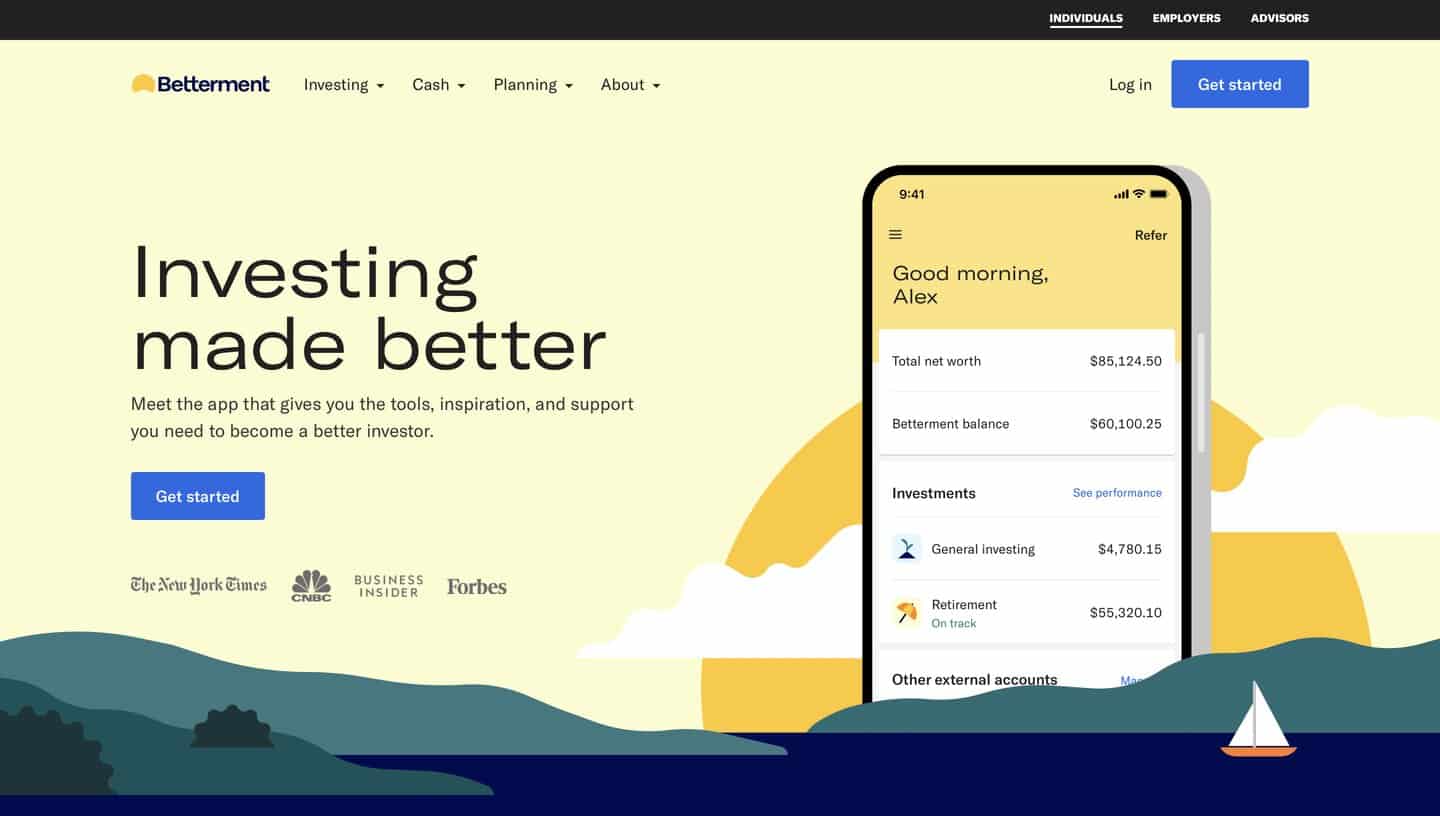 INDIVIDUALS EMPLOYERS ADVISORS
Betterment Investing Cash Planning About Log in Get started
Investing
made better
Meet the app that gives you the tools, inspiration, and support
you need to become a better investor.
Get started
The New York Times CNBC BUSINESS INSIDER Forbes
9:41
Refer
Good morning,
Alex
Total net worth $85,124.50
Betterment balance $60,100.25
Investments See performance
General investing $4,780.15
Retirement $55,320.10
On track
Other external accounts